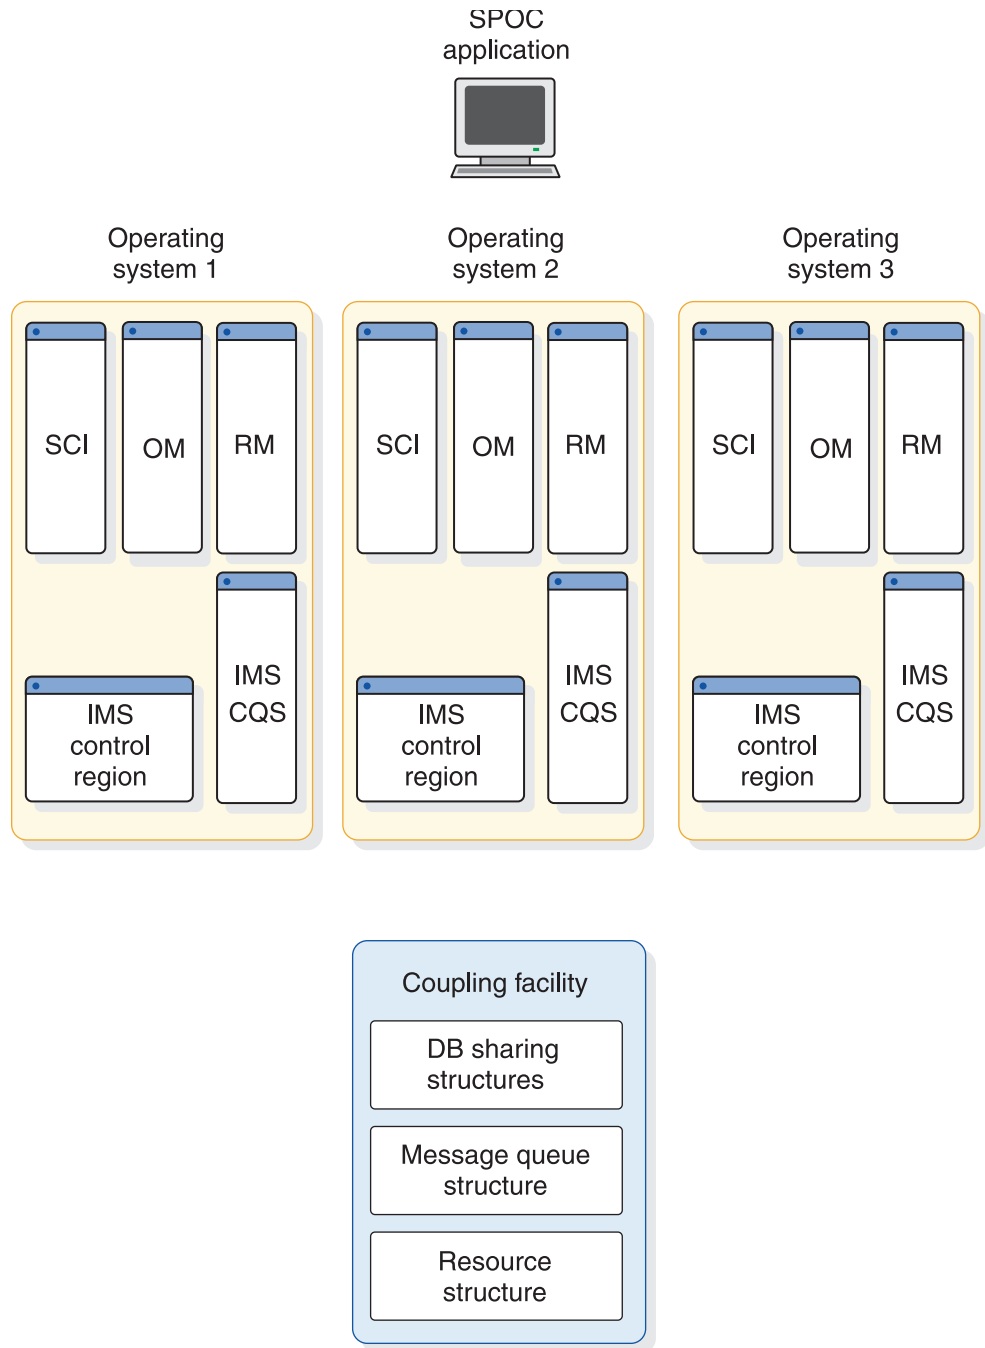 SPOC
application
Operating
system 1
Operating
system 2
Operating
system 3
SCI
OM
RM
IMS
CQS
IMS
control
region
SCI
OM
RM
IMS
CQS
IMS
control
region
SCI
OM
RM
IMS
CQS
IMS
control
region
Coupling facility
DB sharing
structures
Message queue
structure
Resource
structure